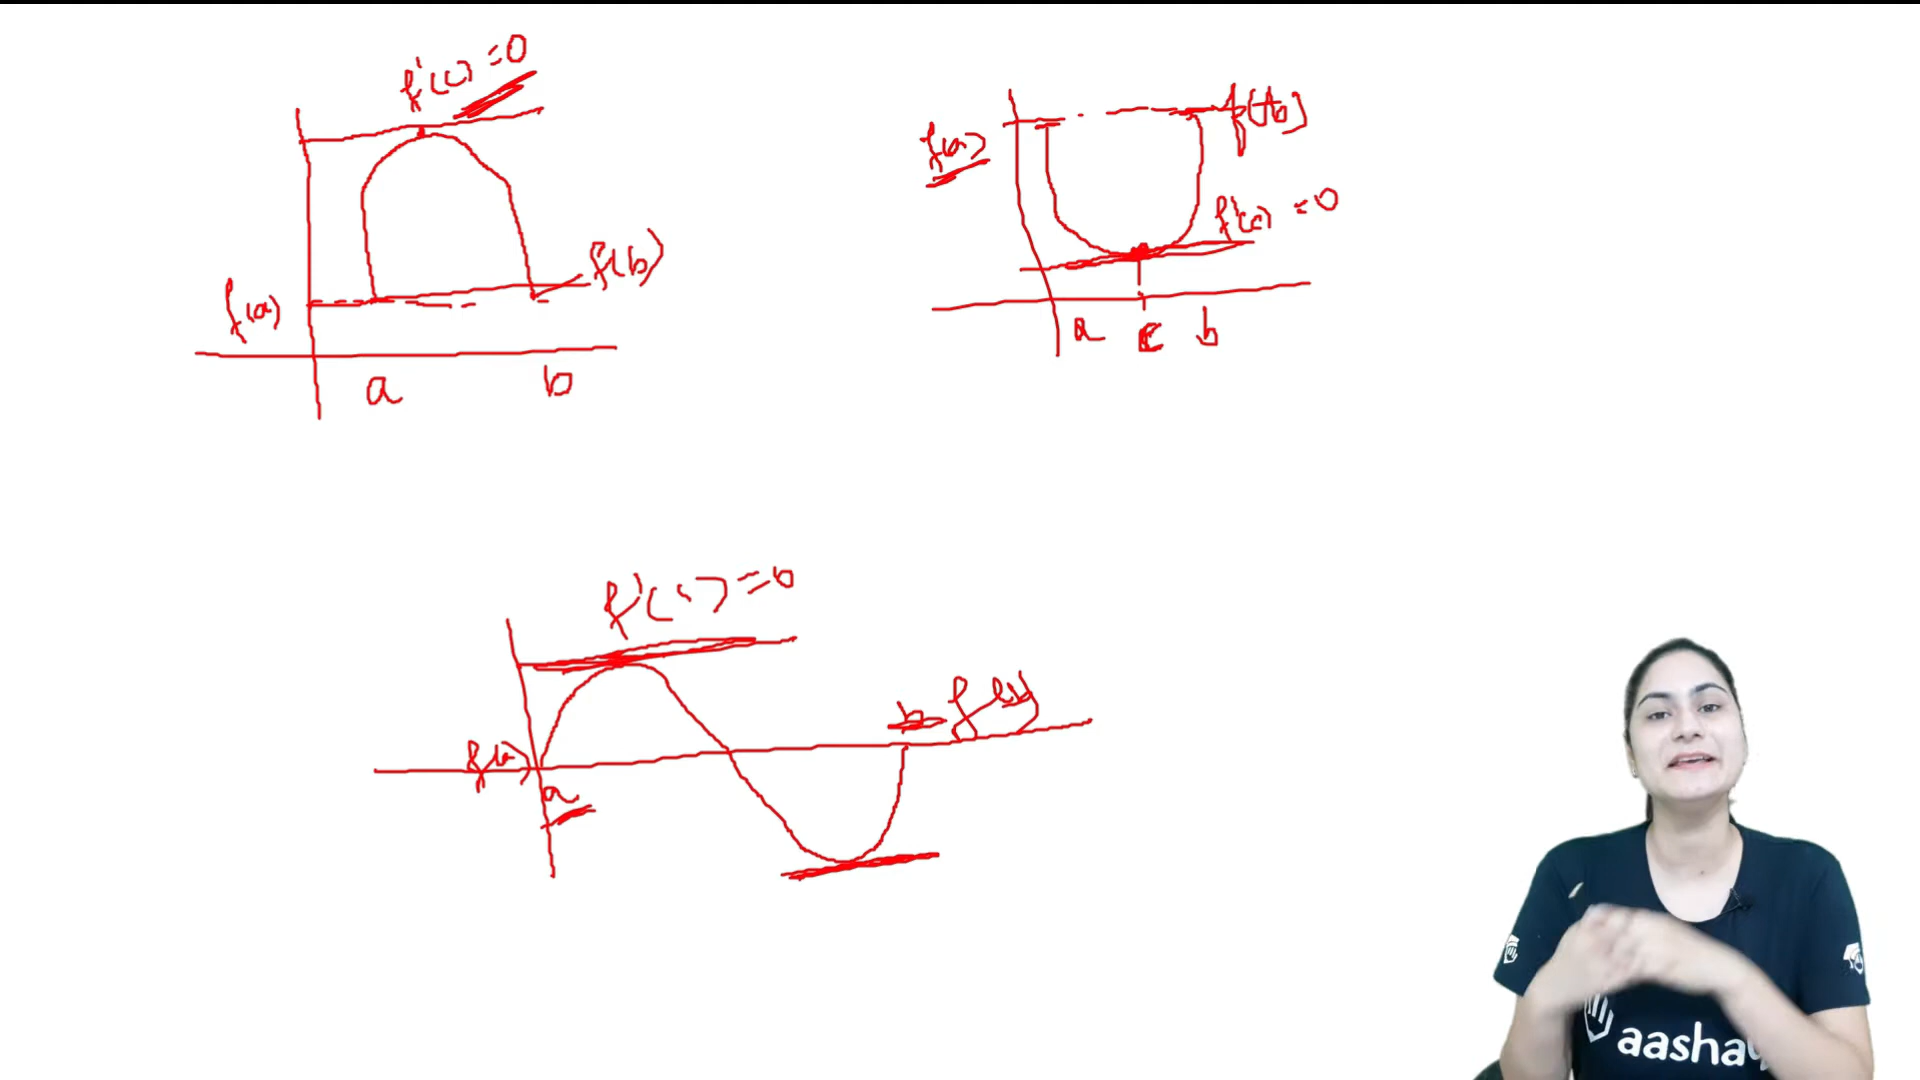 f'(c) = 0
f(a)
f(b)
a
b
f(a)
f'(c) = 0
a
c
b
f'(c) = 0
f(a)
a
b
aasha